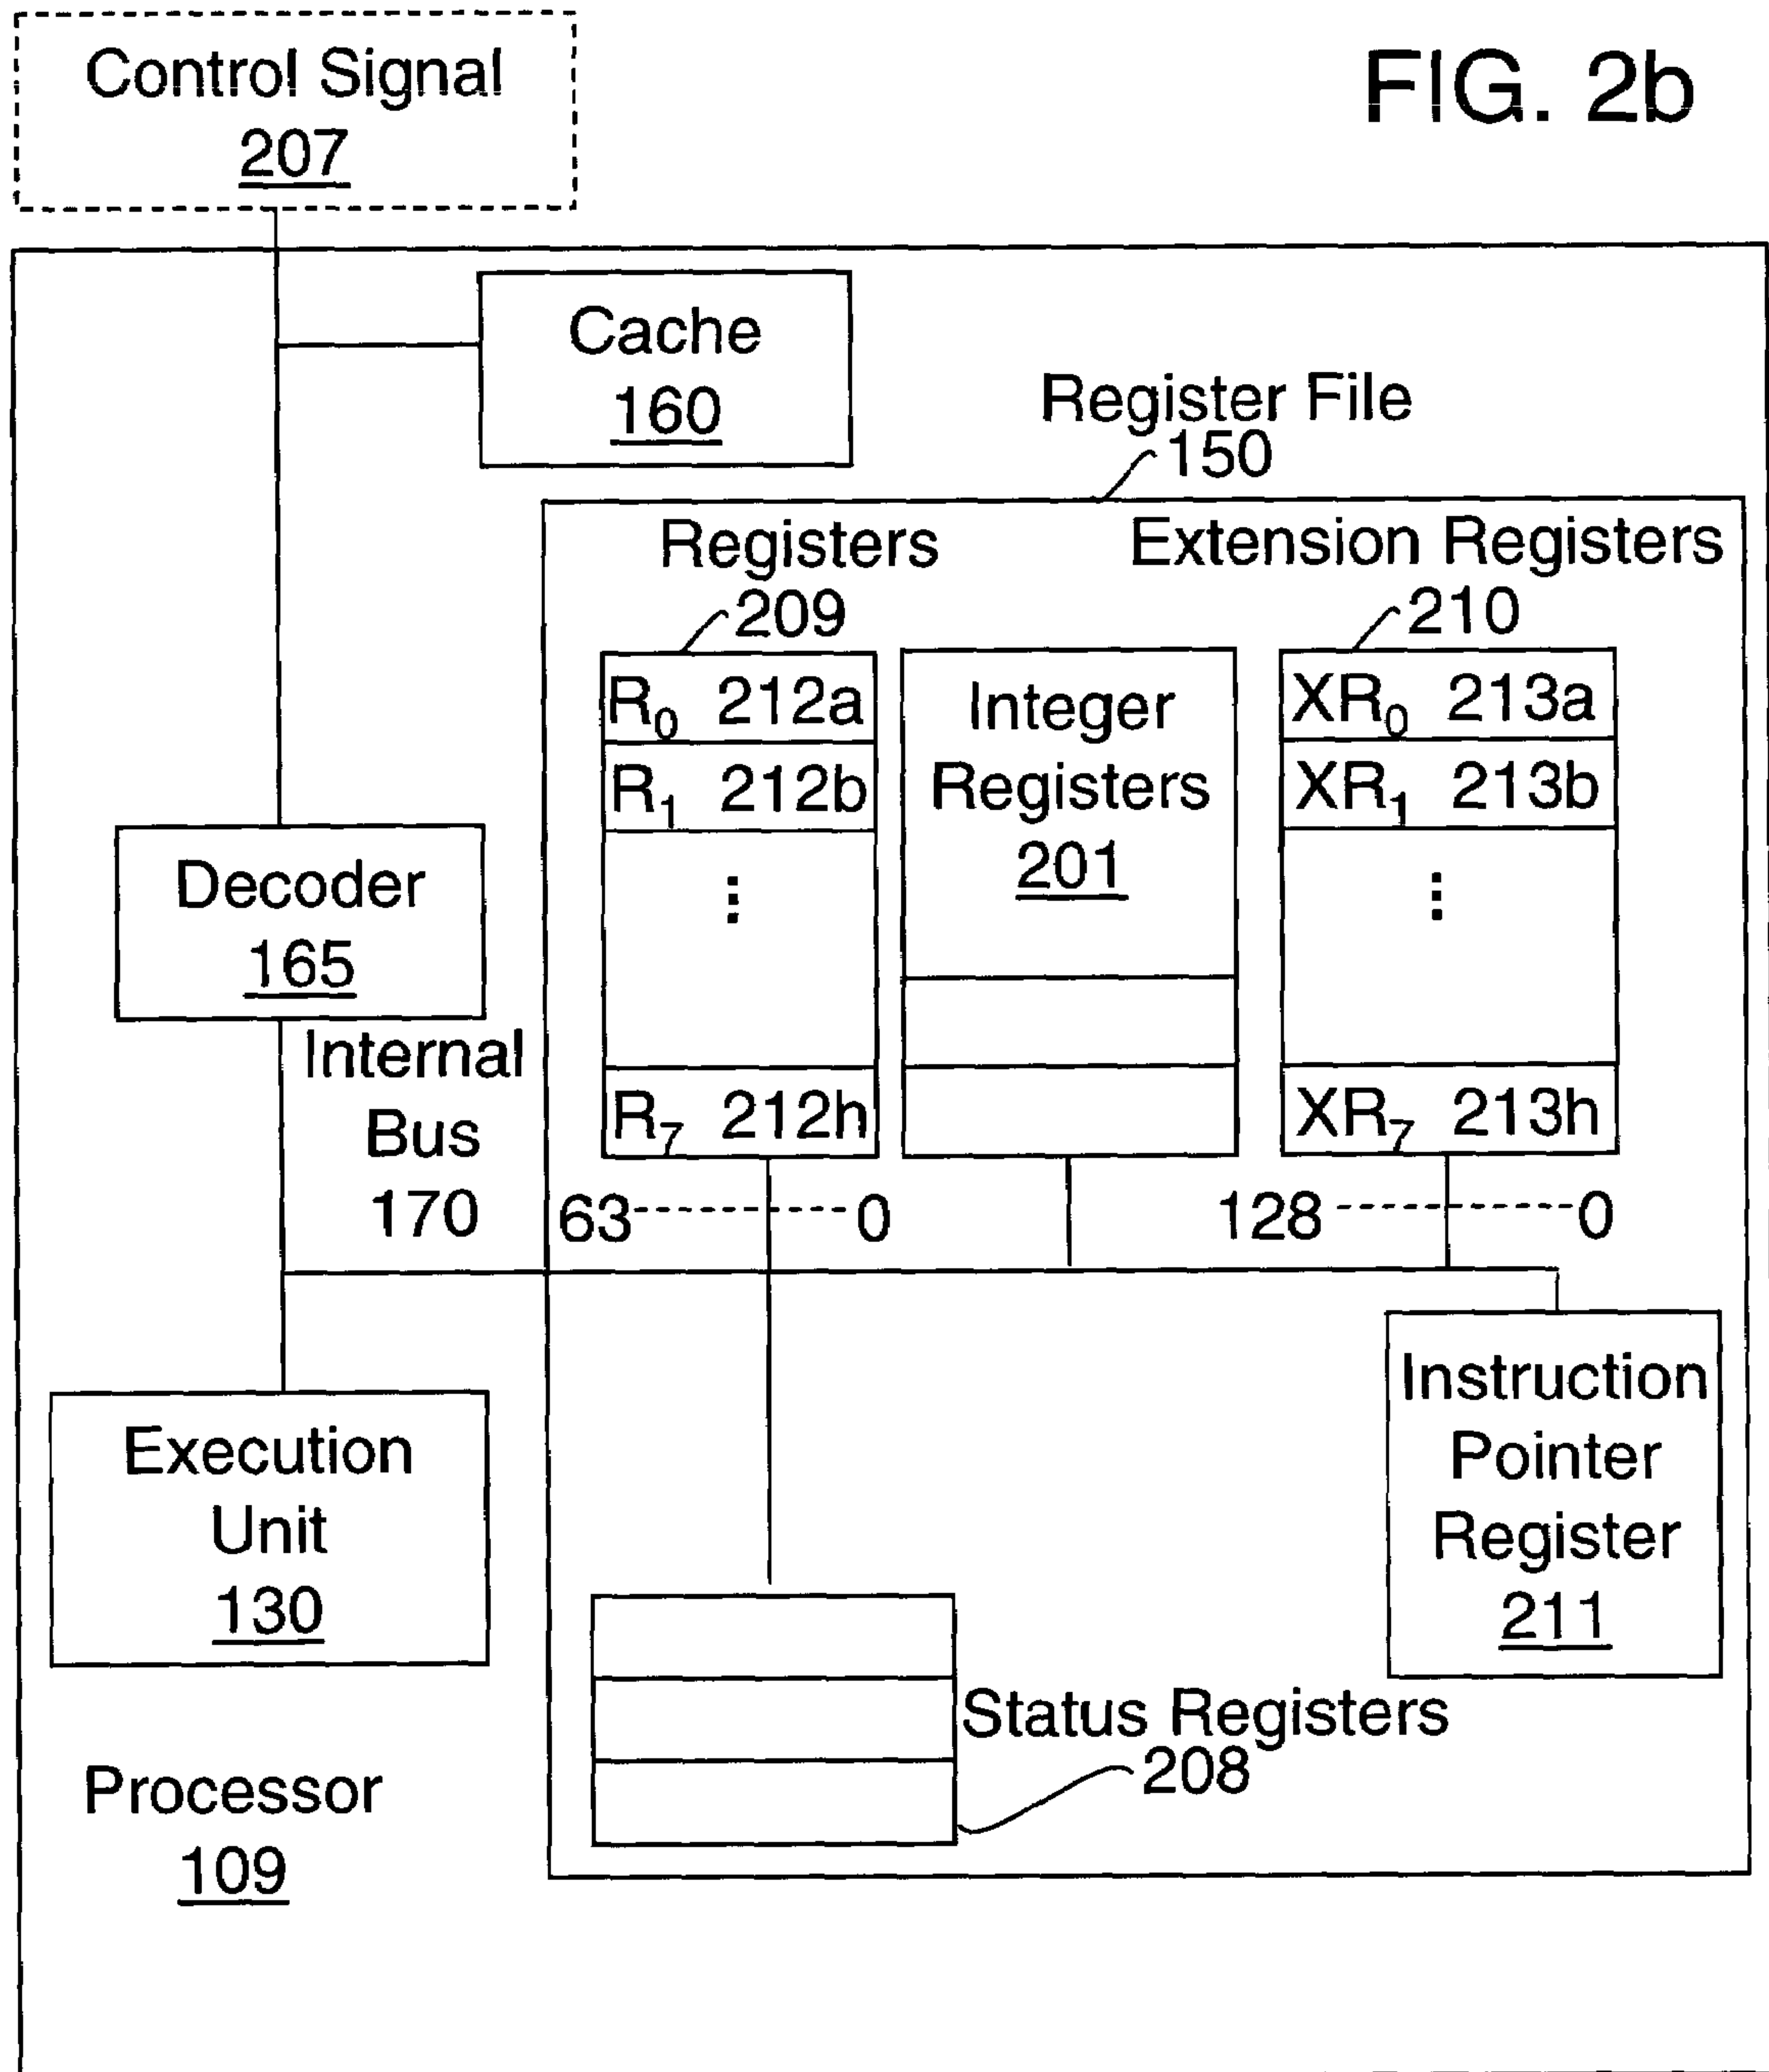 Control Signal
207
FIG. 2b
Cache
160
Register File
150
Registers
209
Extension Registers
210
R₀ 212a
R₁ 212b
⋮
R₇ 212h
Integer
Registers
201
XR₀ 213a
XR₁ 213b
⋮
XR₇ 213h
Decoder
165
Internal
Bus
170
63----------0
128----------0
Execution
Unit
130
Instruction
Pointer
Register
211
Status Registers
208
Processor
109